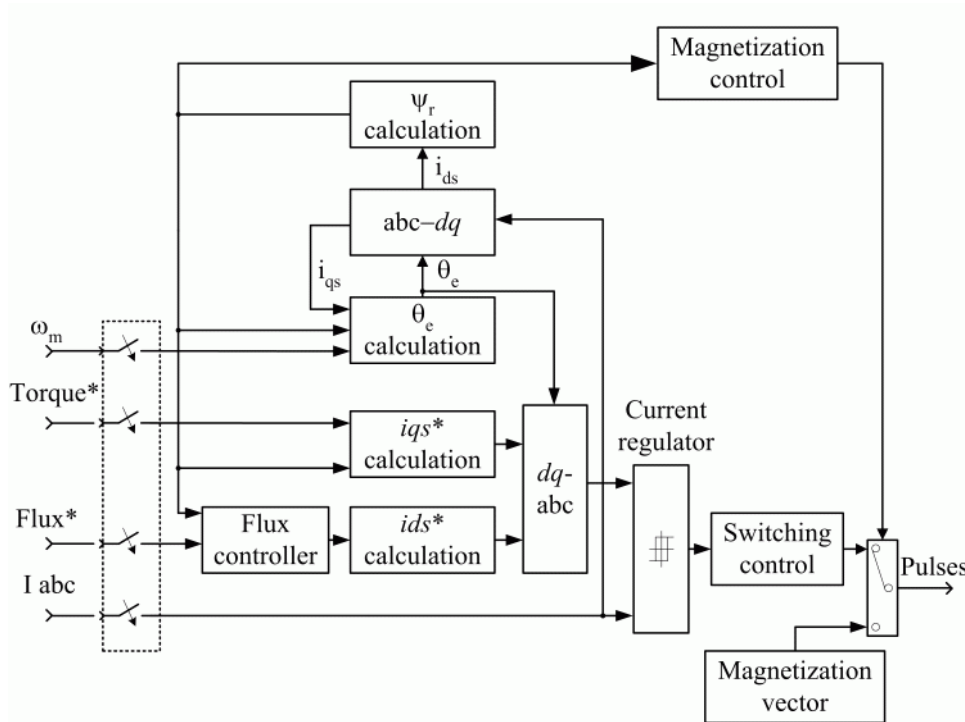 Magnetization
control
Ψr
calculation
ids
abc–dq
iqs
θe
θe
calculation
ωm
Torque*
iqs*
calculation
Current
regulator
dq-
abc
Flux*
Flux
controller
ids*
calculation
Switching
control
Pulses
I abc
Magnetization
vector